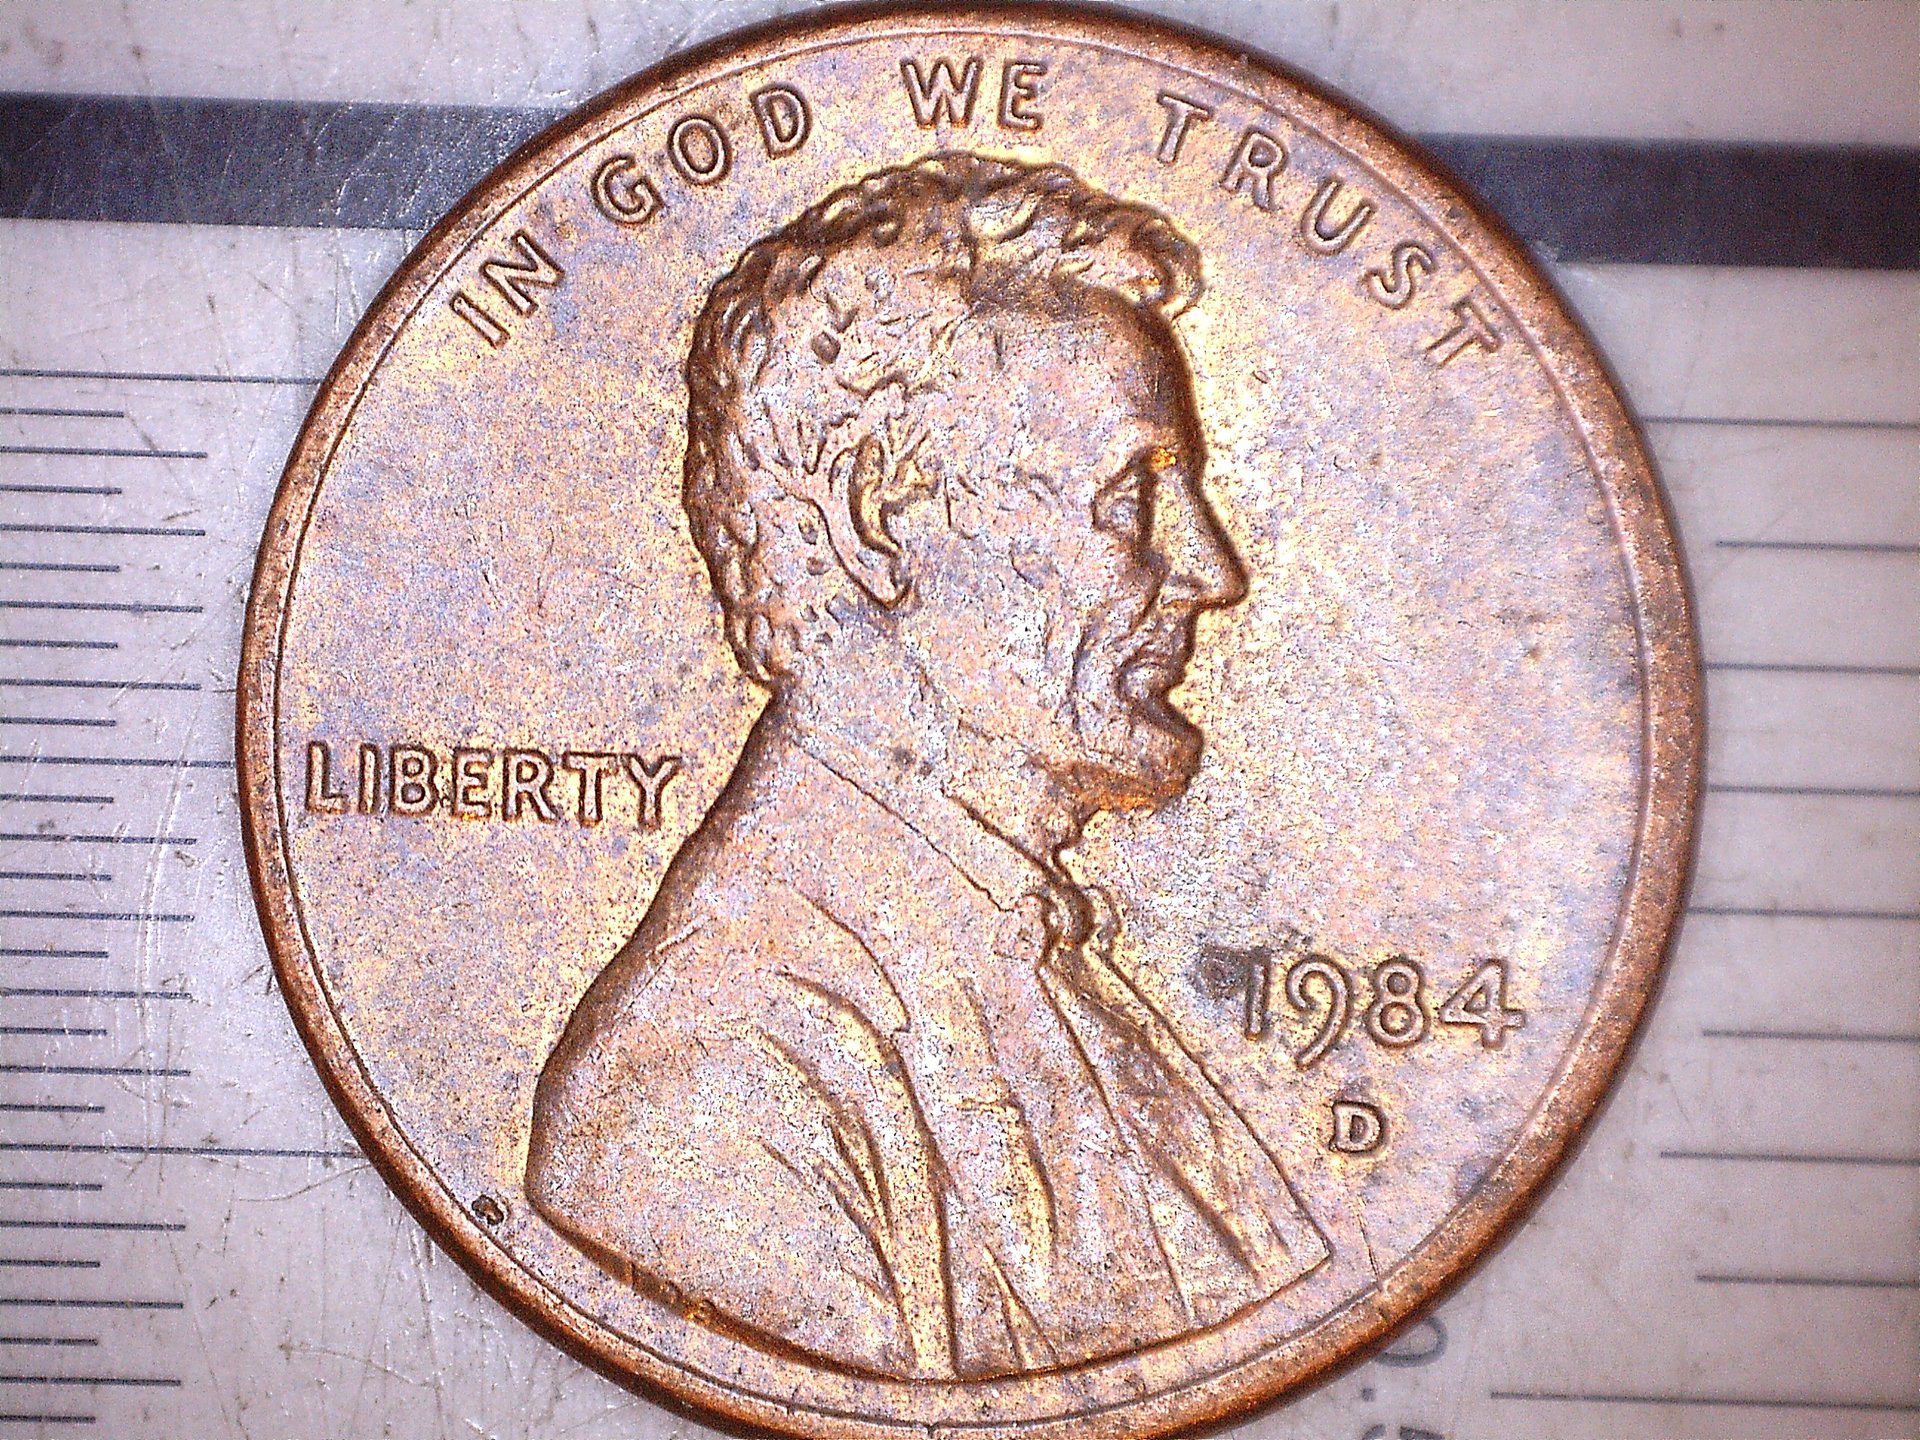 IN GOD WE TRUST
LIBERTY
1984
D